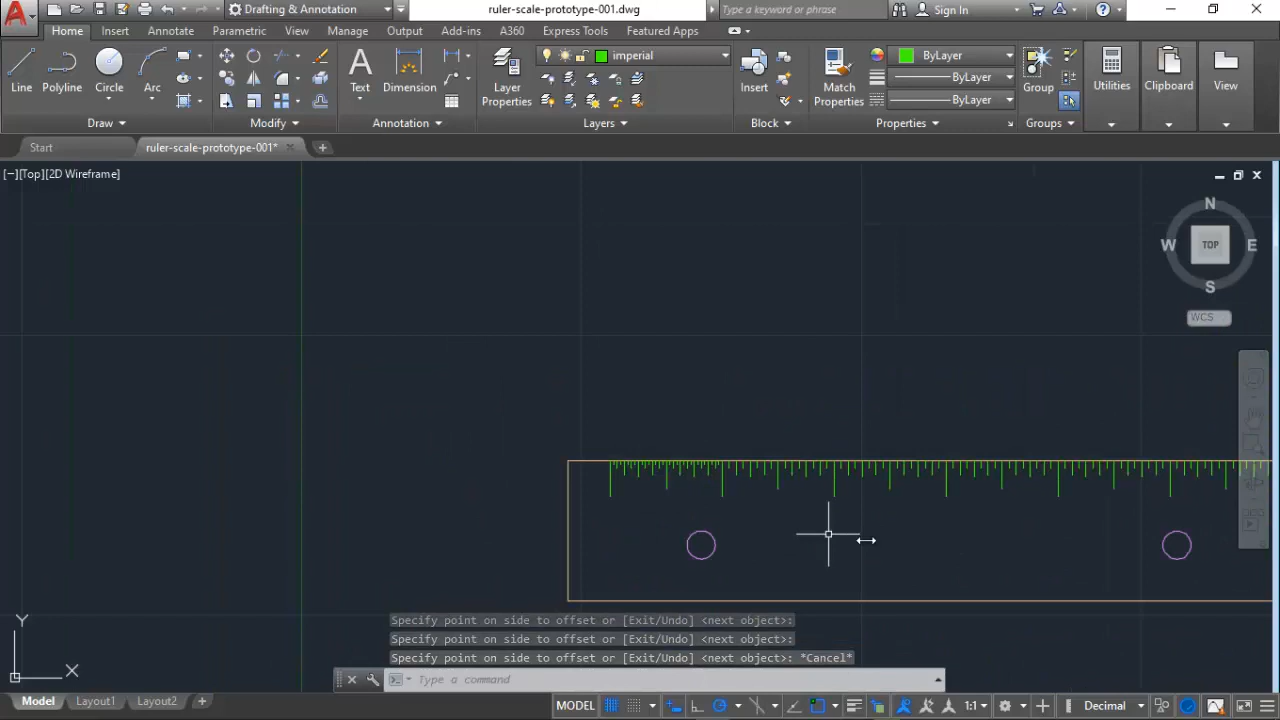 Drafting & Annotation
ruler-scale-prototype-001.dwg
Type a keyword or phrase
Sign In
Home Insert Annotate Parametric View Manage Output Add-ins A360 Express Tools Featured Apps
imperial
ByLayer
ByLayer
ByLayer
Line Polyline Circle Arc Text Dimension Layer Properties Insert Match Properties Group Utilities Clipboard View
Draw Modify Annotation Layers Block Properties Groups
Start ruler-scale-prototype-001*
[−][Top][2D Wireframe]
N
W TOP E
S
WCS
Specify point on side to offset or [Exit/Undo] <next object>:
Specify point on side to offset or [Exit/Undo] <next object>:
Specify point on side to offset or [Exit/Undo] <next object>: *Cancel*
Y
X
Type a command
Model Layout1 Layout2 + MODEL 1:1 Decimal